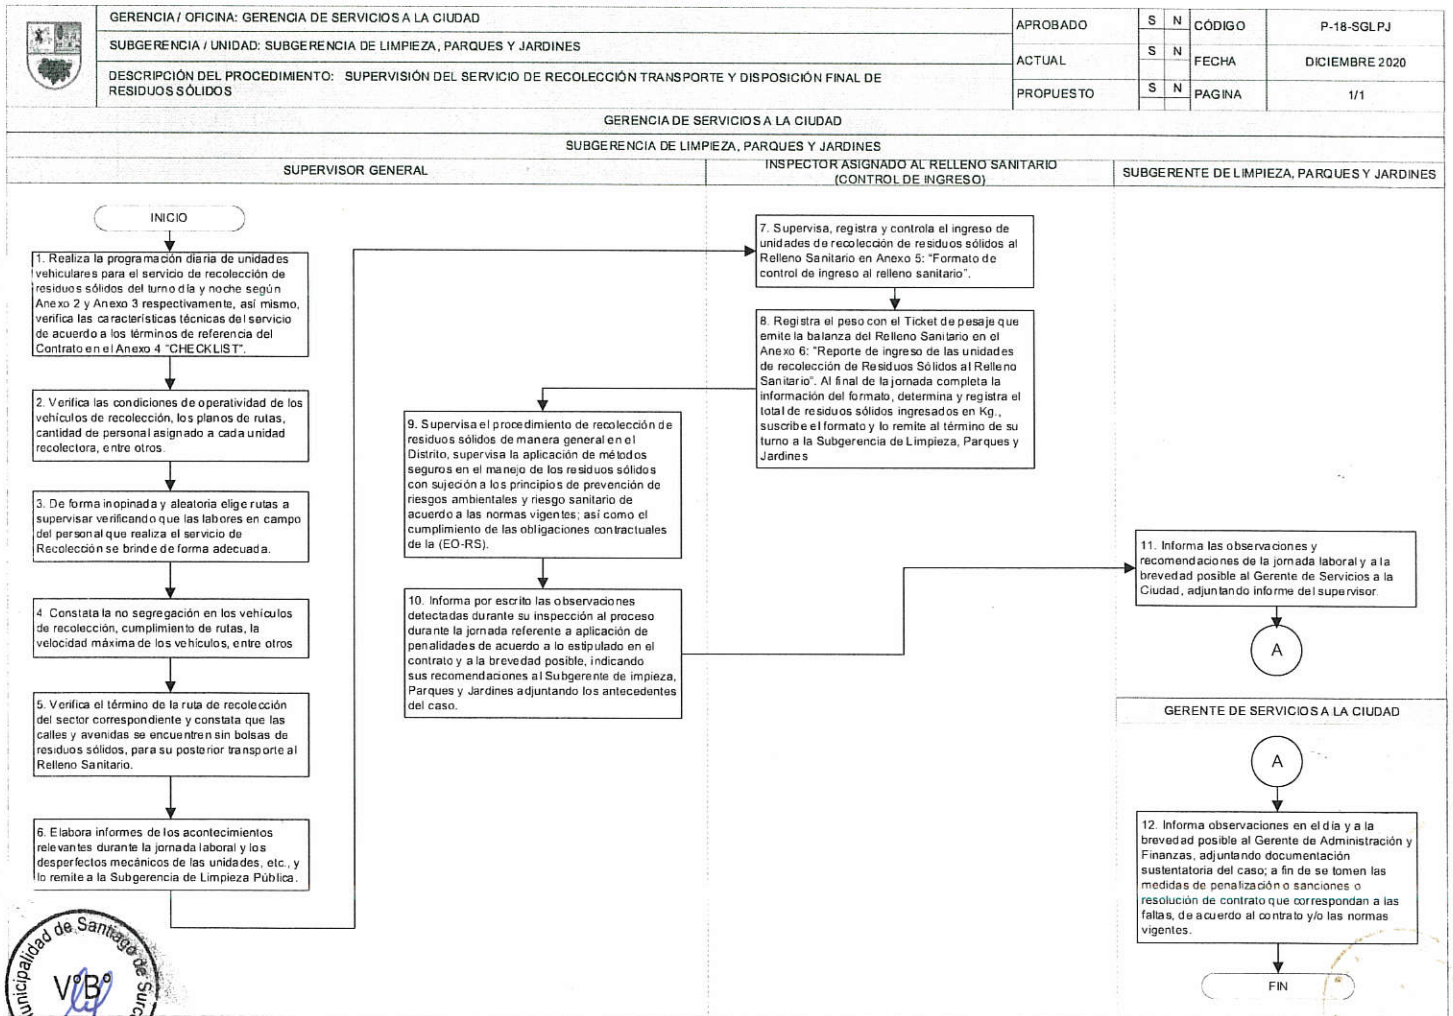 GERENCIA / OFICINA: GERENCIA DE SERVICIOS A LA CIUDAD
SUBGERENCIA / UNIDAD: SUBGERENCIA DE LIMPIEZA, PARQUES Y JARDINES
DESCRIPCIÓN DEL PROCEDIMIENTO: SUPERVISIÓN DEL SERVICIO DE RECOLECCIÓN TRANSPORTE Y DISPOSICIÓN FINAL DE
RESIDUOS SÓLIDOS
APROBADO S N CÓDIGO P-18-SGLPJ
ACTUAL S N FECHA DICIEMBRE 2020
PROPUESTO S N PAGINA 1/1
GERENCIA DE SERVICIOS A LA CIUDAD
SUBGERENCIA DE LIMPIEZA, PARQUES Y JARDINES
SUPERVISOR GENERAL
INSPECTOR ASIGNADO AL RELLENO SANITARIO
(CONTROL DE INGRESO)
SUBGERENTE DE LIMPIEZA, PARQUES Y JARDINES
INICIO
1. Realiza la programación diaria de unidades
vehiculares para el servicio de recolección de
residuos sólidos del turno día y noche según
Anexo 2 y Anexo 3 respectivamente, así mismo,
verifica las características técnicas del servicio
de acuerdo a los términos de referencia del
Contrato en el Anexo 4 "CHECKLIST".
2. Verifica las condiciones de operatividad de los
vehículos de recolección, los planos de rutas,
cantidad de personal asignado a cada unidad
recolectora, entre otros.
3. De forma inopinada y aleatoria elige rutas a
supervisar verificando que las labores en campo
del personal que realiza el servicio de
Recolección se brinde de forma adecuada.
4. Constata la no segregación en los vehículos
de recolección, cumplimiento de rutas, la
velocidad máxima de los vehículos, entre otros
5. Verifica el término de la ruta de recolección
del sector correspondiente y constata que las
calles y avenidas se encuentren sin bolsas de
residuos sólidos, para su posterior transporte al
Relleno Sanitario.
6. Elabora informes de los acontecimientos
relevantes durante la jornada laboral y los
desperfectos mecánicos de las unidades, etc., y
lo remite a la Subgerencia de Limpieza Pública.
7. Supervisa, registra y controla el ingreso de
unidades de recolección de residuos sólidos al
Relleno Sanitario en Anexo 5: "Formato de
control de ingreso al relleno sanitario".
8. Registra el peso con el Ticket de pesaje que
emite la balanza del Relleno Sanitario en el
Anexo 6: "Reporte de ingreso de las unidades
de recolección de Residuos Sólidos al Relleno
Sanitario". Al final de la jornada completa la
información del formato, determina y registra el
total de residuos sólidos ingresados en Kg.,
suscribe el formato y lo remite al término de su
turno a la Subgerencia de Limpieza, Parques y
Jardines
9. Supervisa el procedimiento de recolección de
residuos sólidos de manera general en el
Distrito, supervisa la aplicación de métodos
seguros en el manejo de los residuos sólidos
con sujeción a los principios de prevención de
riesgos ambientales y riesgo sanitario de
acuerdo a las normas vigentes; así como el
cumplimiento de las obligaciones contractuales
de la (EO-RS).
10. Informa por escrito las observaciones
detectadas durante su inspección al proceso
durante la jornada referente a aplicación de
penalidades de acuerdo a lo estipulado en el
contrato y a la brevedad posible, indicando
sus recomendaciones al Subgerente de impieza,
Parques y Jardines adjuntando los antecedentes
del caso.
11. Informa las observaciones y
recomendaciones de la jornada laboral y a la
brevedad posible al Gerente de Servicios a la
Ciudad, adjuntando informe del supervisor.
A
GERENTE DE SERVICIOS A LA CIUDAD
A
12. Informa observaciones en el día y a la
brevedad posible al Gerente de Administración y
Finanzas, adjuntando documentación
sustentatoria del caso; a fin de se tomen las
medidas de penalización o sanciones o
resolución de contrato que correspondan a las
faltas, de acuerdo al contrato y/o las normas
vigentes.
FIN
de Santiago de
V°B°